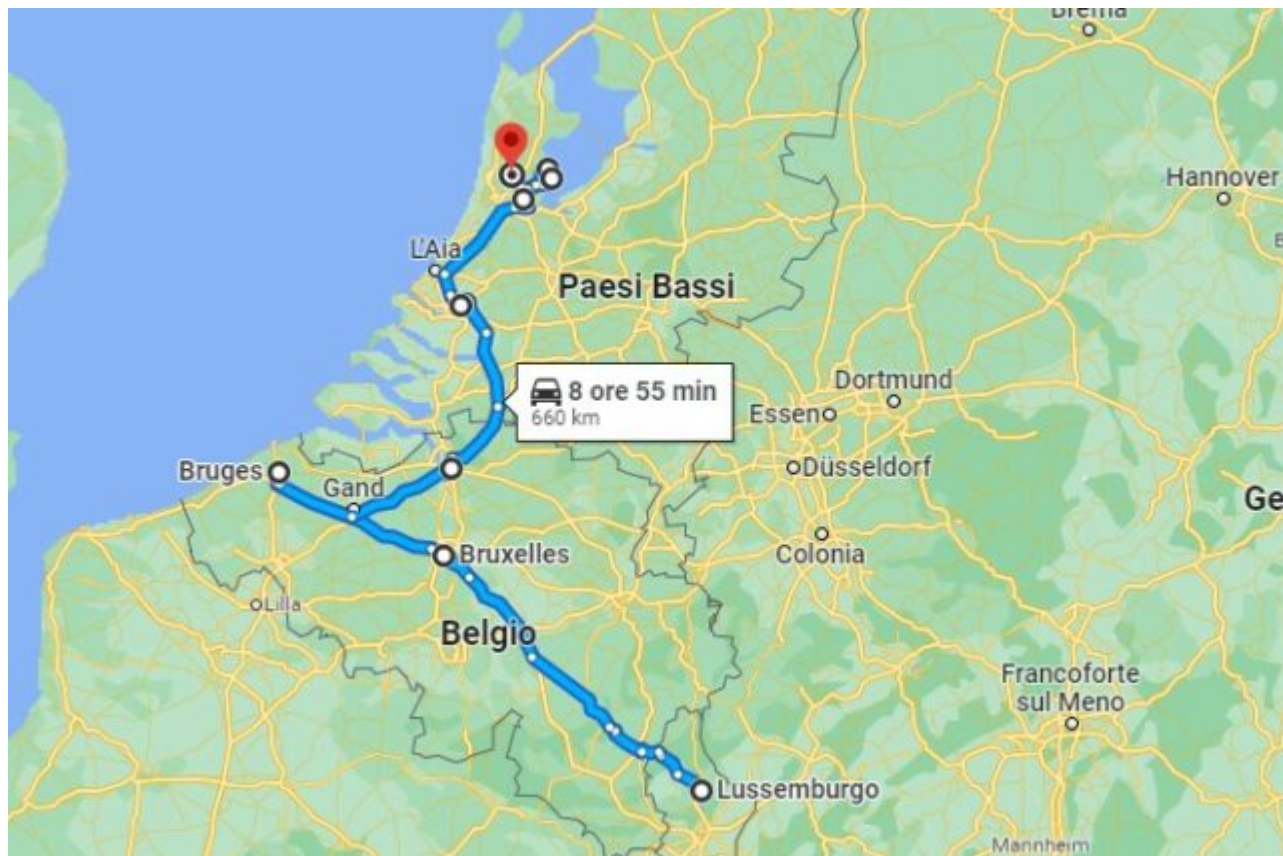 Brema
Hannover
L'Aia
Paesi Bassi
8 ore 55 min
660 km
Dortmund
Essen
Düsseldorf
Bruges
Gand
Ge
Bruxelles
Colonia
Lilla
Belgio
Francoforte
sul Meno
Lussemburgo
Mannheim